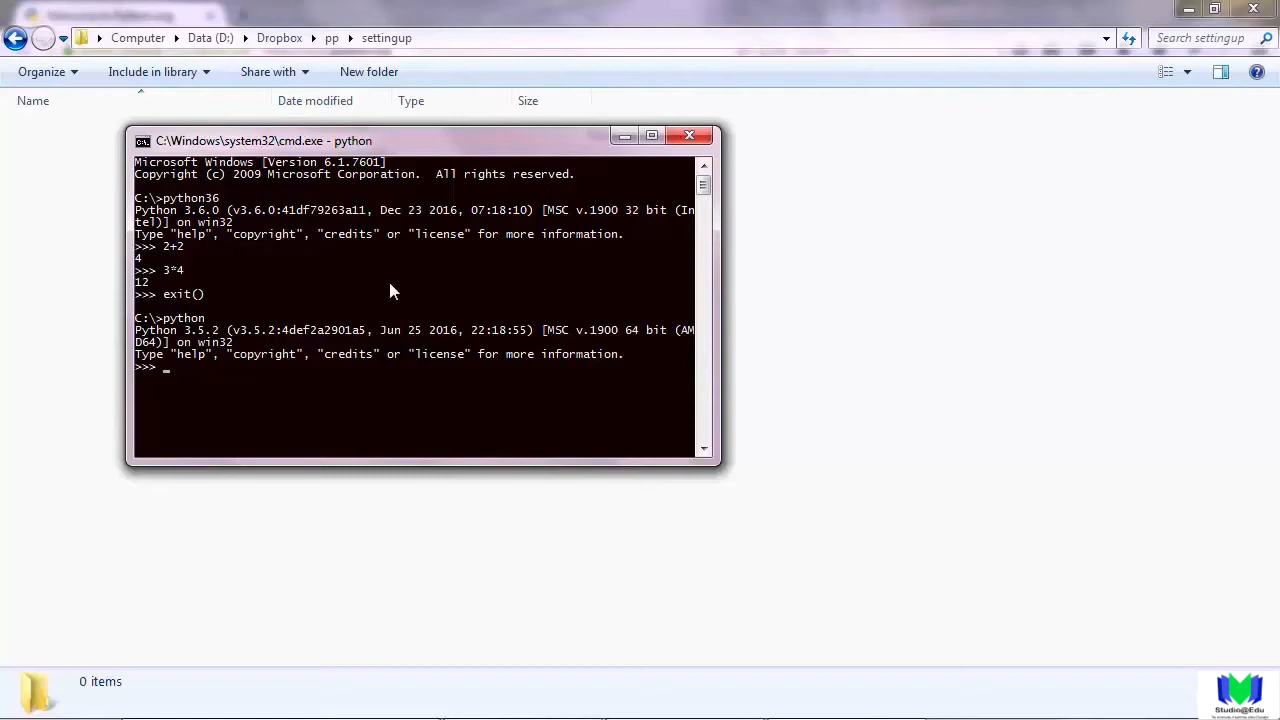 Computer Data (D:) Dropbox pp settingup Search settingup
Organize Include in library Share with New folder
Name Date modified Type Size
C:\Windows\system32\cmd.exe - python
Microsoft Windows [Version 6.1.7601]
Copyright (c) 2009 Microsoft Corporation.  All rights reserved.
C:\>python36
Python 3.6.0 (v3.6.0:41df79263a11, Dec 23 2016, 07:18:10) [MSC v.1900 32 bit (In
tel)] on win32
Type "help", "copyright", "credits" or "license" for more information.
>>> 2+2
4
>>> 3*4
12
>>> exit()
C:\>python
Python 3.5.2 (v3.5.2:4def2a2901a5, Jun 25 2016, 22:18:55) [MSC v.1900 64 bit (AM
D64)] on win32
Type "help", "copyright", "credits" or "license" for more information.
>>> _
0 items
Studio@Edu